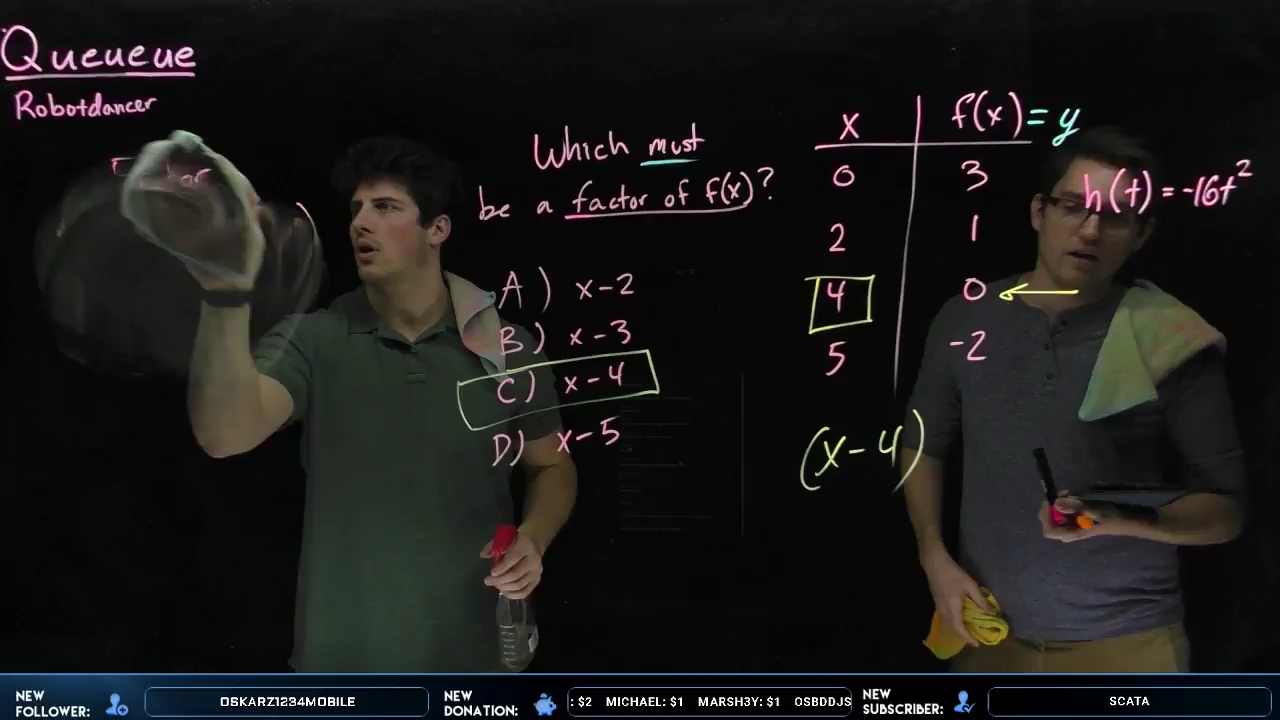 Queueue
Robotdancer
Which must
be a factor of f(x)?
A) x-2
B) x-3
C) x-4
D) x-5
x f(x) = y
0 3
2 1
4 0
5 -2
(x-4)
h(t) = -16t²
NEW FOLLOWER: OSKARZ1234MOBILE
NEW DONATION: : $2 MICHAEL: $1 MARSH3Y: $1 OSBDDJS
NEW SUBSCRIBER: SCATA